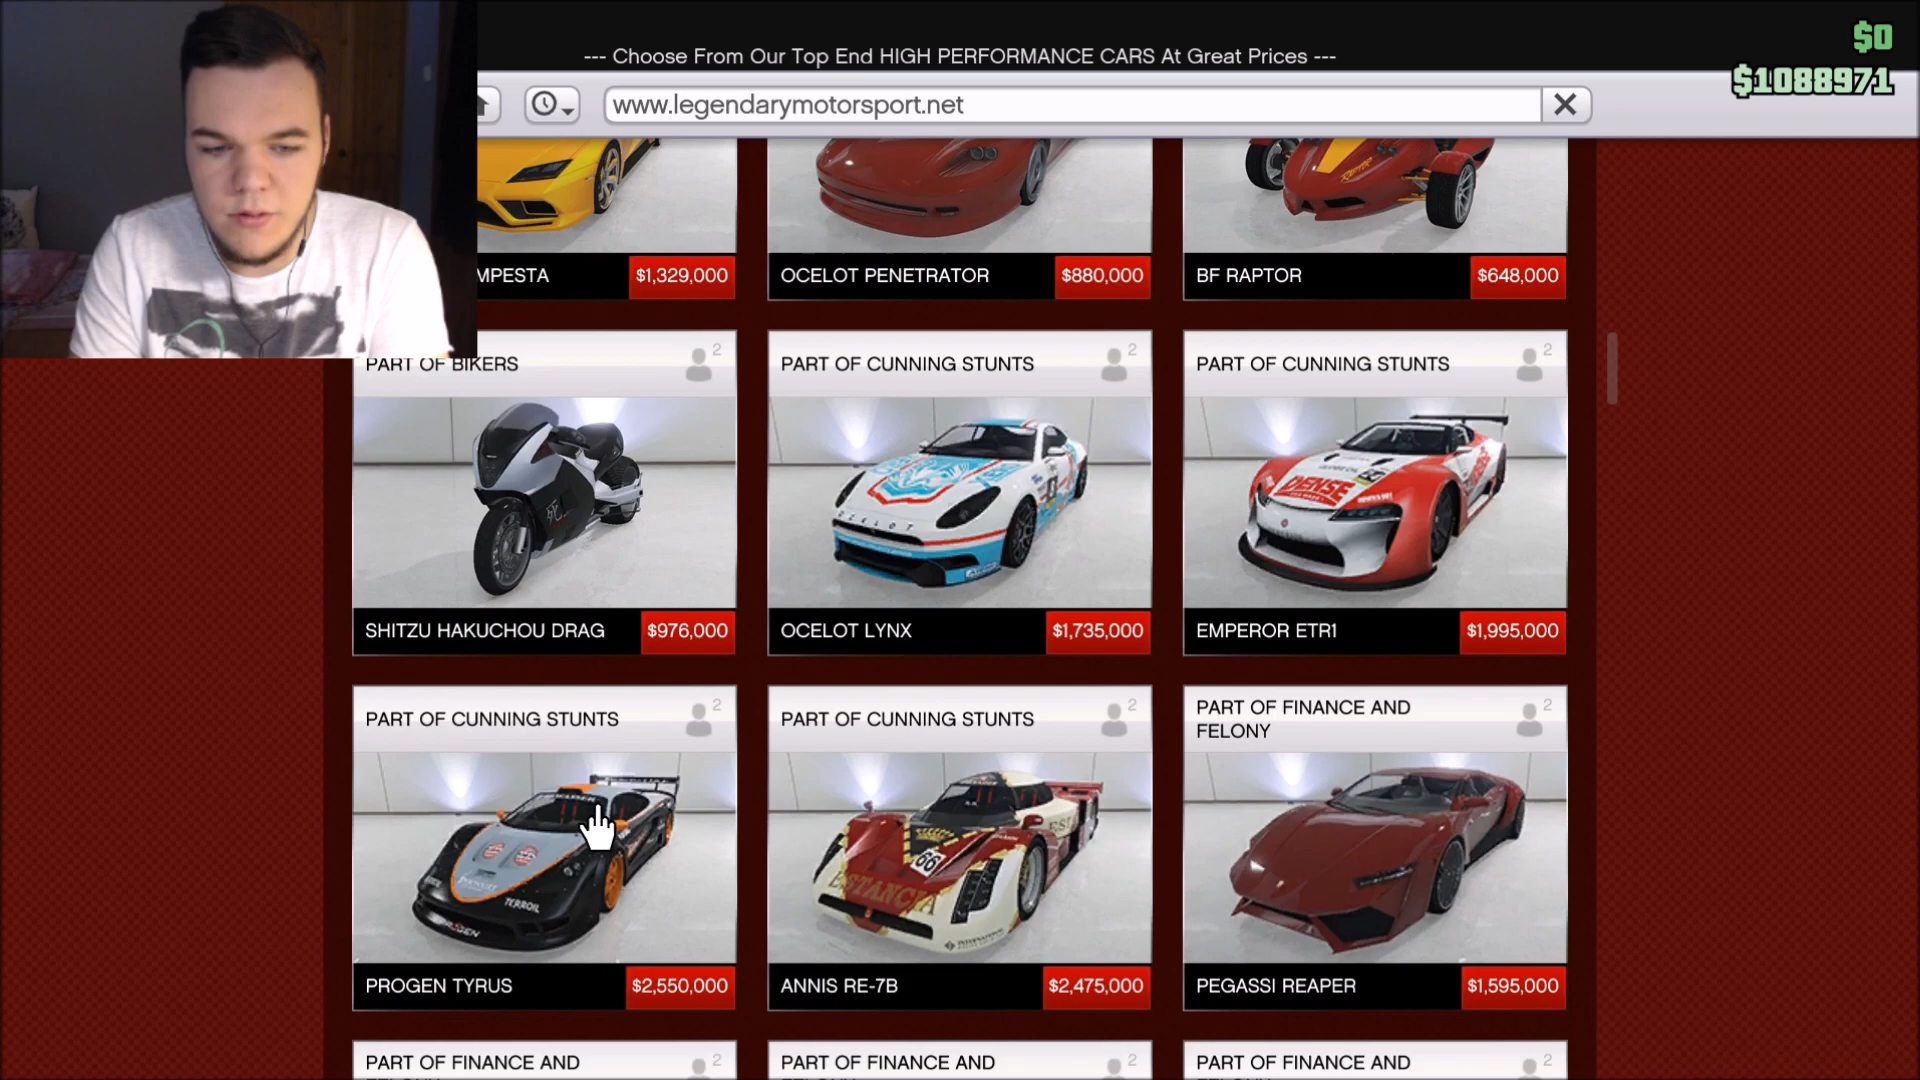 $0
--- Choose From Our Top End HIGH PERFORMANCE CARS At Great Prices ---
$1088971
www.legendarymotorsport.net
MPESTA $1,329,000
OCELOT PENETRATOR $880,000
BF RAPTOR $648,000
PART OF BIKERS 2
PART OF CUNNING STUNTS 2
PART OF CUNNING STUNTS 2
OCELOT
DENSE
SHITZU HAKUCHOU DRAG $976,000
OCELOT LYNX $1,735,000
EMPEROR ETR1 $1,995,000
PART OF CUNNING STUNTS 2
PART OF CUNNING STUNTS 2
PART OF FINANCE AND
FELONY 2
TERROIL
66
ESTANCIA
PROGEN TYRUS $2,550,000
ANNIS RE-7B $2,475,000
PEGASSI REAPER $1,595,000
PART OF FINANCE AND 2
PART OF FINANCE AND 2
PART OF FINANCE AND 2